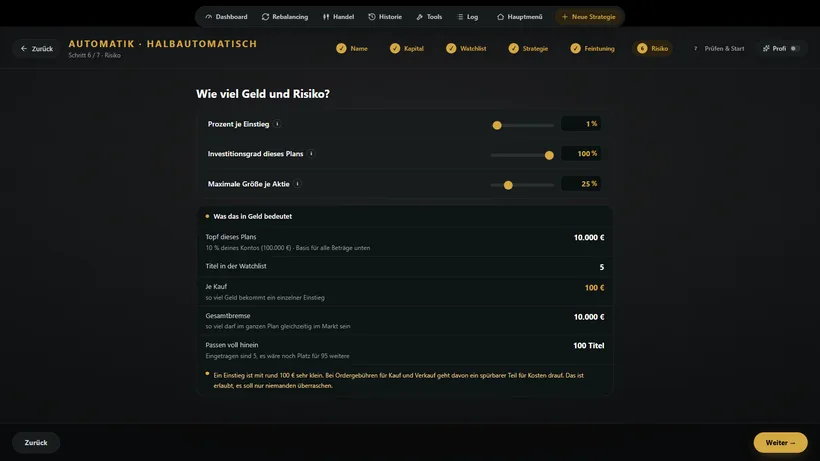 Dashboard Rebalancing Handel Historie Tools Log Hauptmenü + Neue Strategie
← Zurück
AUTOMATIK · HALBAUTOMATISCH
Schritt 6 / 7 · Risiko
✓ Name ✓ Kapital ✓ Watchlist ✓ Strategie ✓ Feintuning 6 Risiko 7 Prüfen & Start Profi
Wie viel Geld und Risiko?
Prozent je Einstieg i 1 %
Investitionsgrad dieses Plans i 100 %
Maximale Größe je Aktie i 25 %
Was das in Geld bedeutet
Topf dieses Plans 10.000 €
10 % deines Kontos (100.000 €) · Basis für alle Beträge unten
Titel in der Watchlist 5
Je Kauf 100 €
so viel Geld bekommt ein einzelner Einstieg
Gesamtbremse 10.000 €
so viel darf im ganzen Plan gleichzeitig im Markt sein
Passen voll hinein 100 Titel
Eingetragen sind 5, es wäre noch Platz für 95 weitere
Ein Einstieg ist mit rund 100 € sehr klein. Bei Ordergebühren für Kauf und Verkauf geht davon ein spürbarer Teil für Kosten drauf. Das ist
erlaubt, es soll nur niemanden überraschen.
Zurück
Weiter →